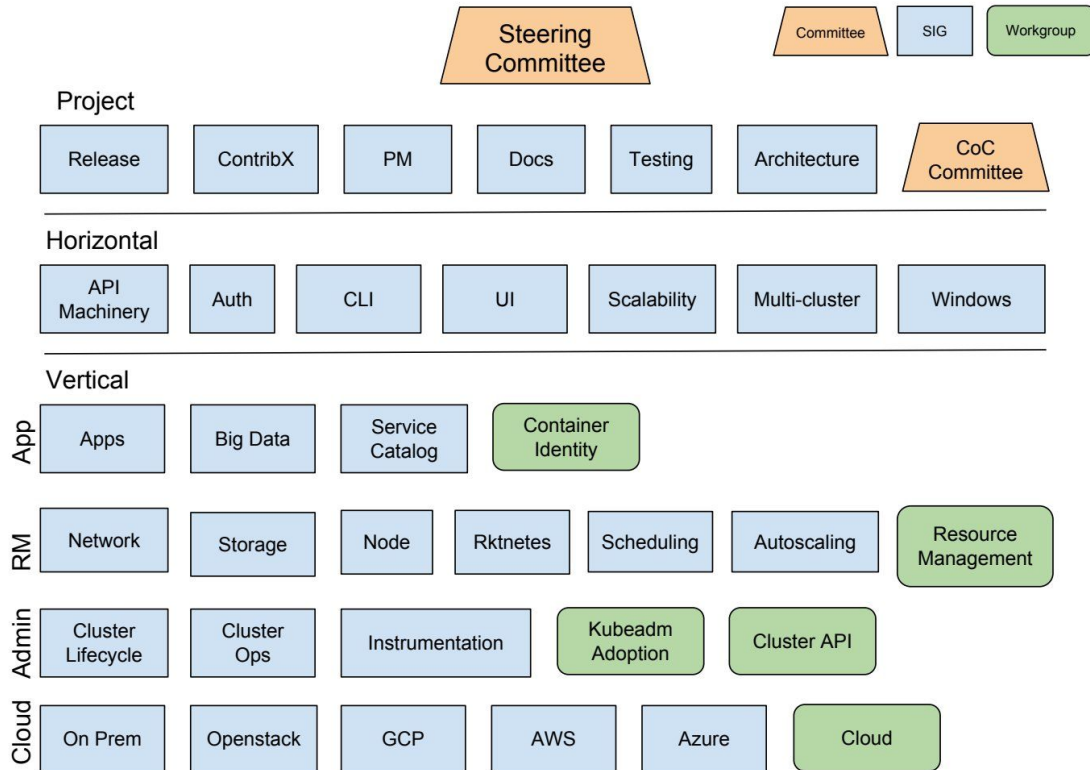 Steering
Committee
Committee
SIG
Workgroup
Project
Release
ContribX
PM
Docs
Testing
Architecture
CoC
Committee
Horizontal
API
Machinery
Auth
CLI
UI
Scalability
Multi-cluster
Windows
Vertical
App
Apps
Big Data
Service
Catalog
Container
Identity
RM
Network
Storage
Node
Rktnetes
Scheduling
Autoscaling
Resource
Management
Admin
Cluster
Lifecycle
Cluster
Ops
Instrumentation
Kubeadm
Adoption
Cluster API
Cloud
On Prem
Openstack
GCP
AWS
Azure
Cloud